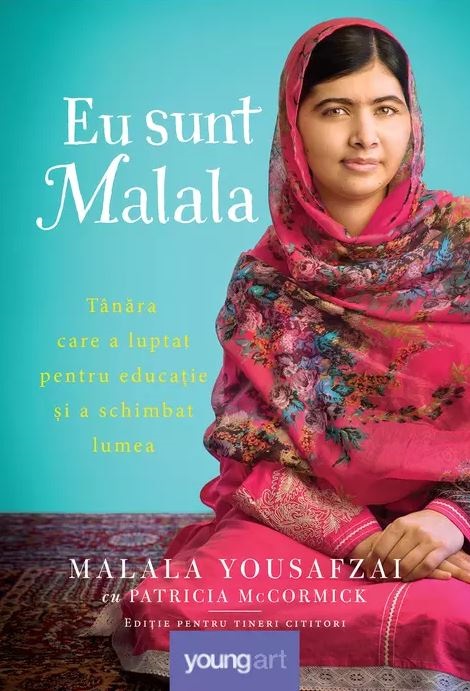 Eu sunt
Malala
Tânăra
care a luptat
pentru educație
și a schimbat
lumea
MALALA YOUSAFZAI
cu PATRICIA McCORMICK
EDIȚIE PENTRU TINERI CITITORI
youngart